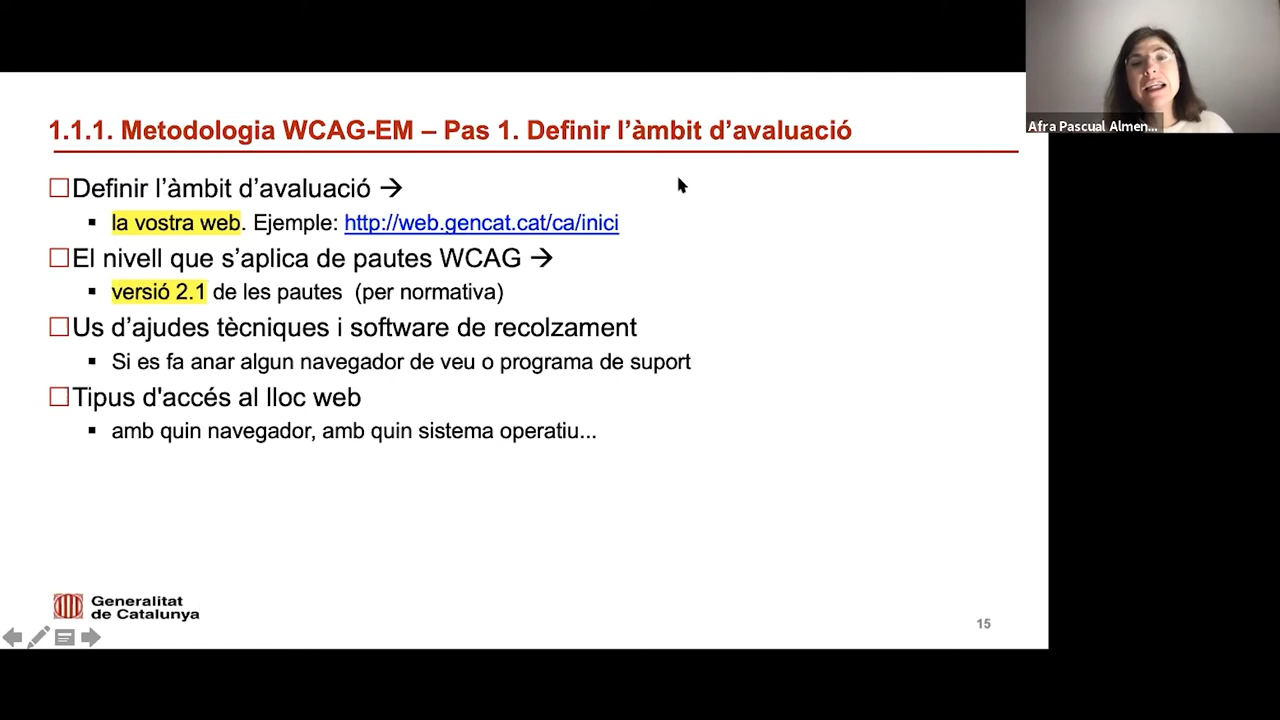 1.1.1. Metodologia WCAG-EM – Pas 1. Definir l’àmbit d’avaluació
Afra Pascual Almen...
Definir l’àmbit d’avaluació →
la vostra web. Ejemple: http://web.gencat.cat/ca/inici
El nivell que s’aplica de pautes WCAG →
versió 2.1 de les pautes (per normativa)
Us d’ajudes tècniques i software de recolzament
Si es fa anar algun navegador de veu o programa de suport
Tipus d'accés al lloc web
amb quin navegador, amb quin sistema operatiu...
Generalitat
de Catalunya
15